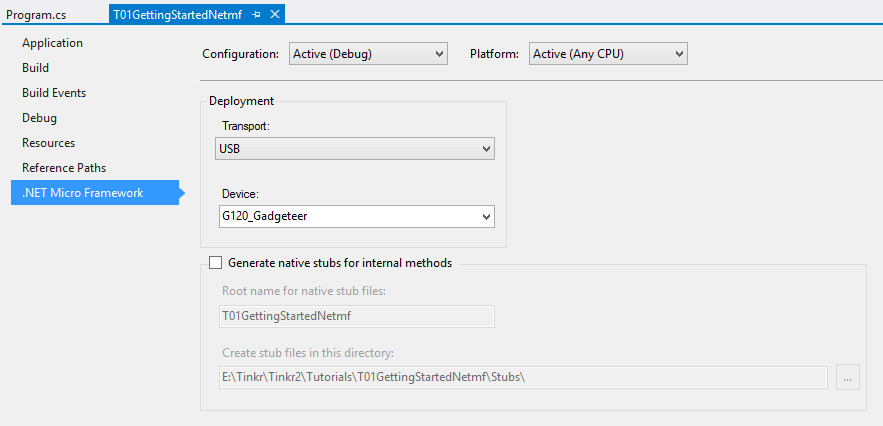 Program.cs T01GettingStartedNetmf
Application
Build
Build Events
Debug
Resources
Reference Paths
.NET Micro Framework
Configuration: Active (Debug) Platform: Active (Any CPU)
Deployment
Transport:
USB
Device:
G120_Gadgeteer
Generate native stubs for internal methods
Root name for native stub files:
T01GettingStartedNetmf
Create stub files in this directory:
E:\Tinkr\Tinkr2\Tutorials\T01GettingStartedNetmf\Stubs\ ...